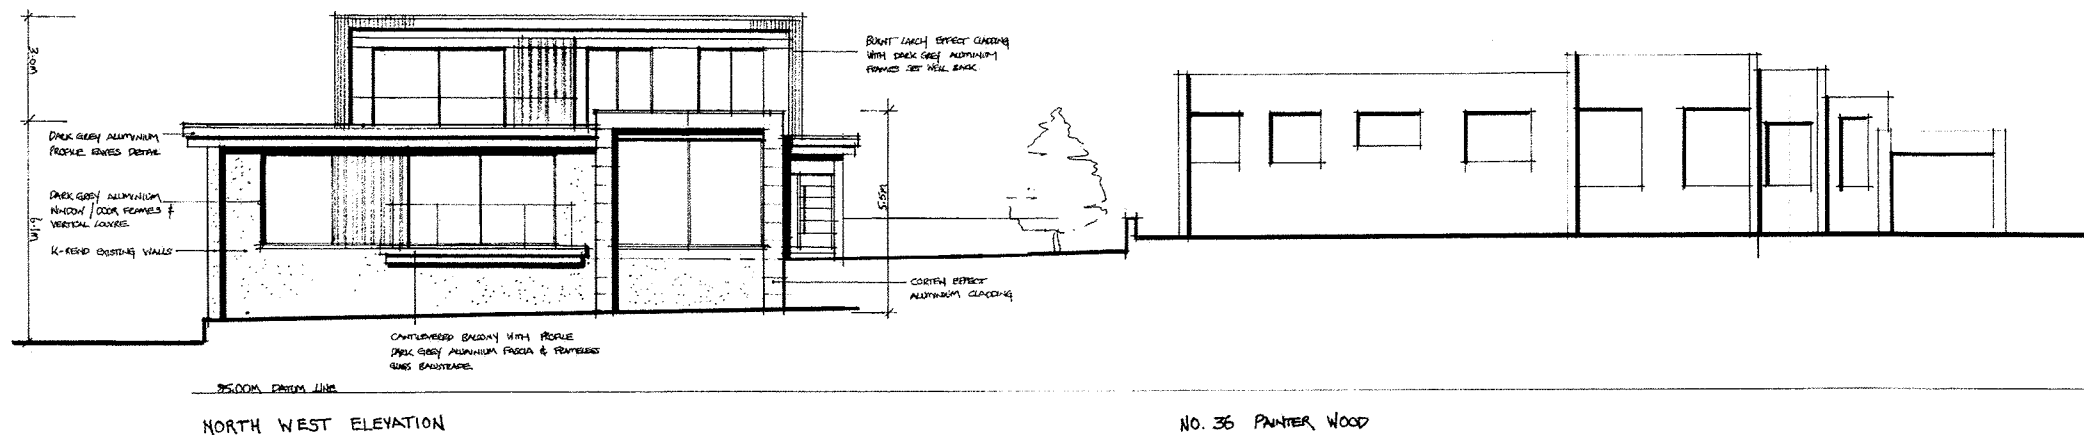 3.0M
6.1M
DARK GREY ALUMINIUM
PROFILE EAVES DETAIL
DARK GREY ALUMINIUM
WINDOW / DOOR FRAMES &
VERTICAL LOUVRE
K-REND EXISTING WALLS
BURNT LARCH EFFECT CLADDING
WITH DARK GREY ALUMINIUM
FRAMES SET WELL BACK
5.5M
CORTEN EFFECT
ALUMINIUM CLADDING
CANTILEVERED BALCONY WITH PROFILE
DARK GREY ALUMINIUM FASCIA & FRAMELESS
GLASS BALUSTRADE
95.00M DATUM LINE
NORTH WEST ELEVATION
NO. 36 PAINTER WOOD